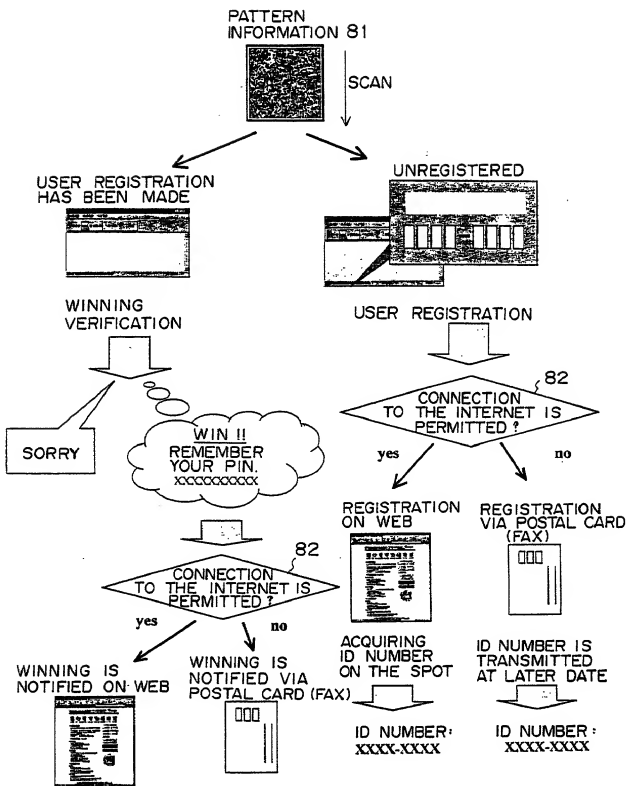 PATTERN
INFORMATION 81
SCAN
USER REGISTRATION
HAS BEEN MADE
UNREGISTERED
WINNING
VERIFICATION
USER REGISTRATION
SORRY
WIN !!
REMEMBER
YOUR PIN.
XXXXXXXXXXX
82
CONNECTION
TO THE INTERNET IS
PERMITTED?
yes
no
REGISTRATION
ON WEB
REGISTRATION
VIA POSTAL CARD
(FAX)
82
CONNECTION
TO THE INTERNET IS
PERMITTED?
yes
no
WINNING IS
NOTIFIED ON WEB
WINNING IS
NOTIFIED VIA
POSTAL CARD (FAX)
ACQUIRING
ID NUMBER
ON THE SPOT
ID NUMBER IS
TRANSMITTED
AT LATER DATE
ID NUMBER:
XXXX-XXXX
ID NUMBER:
XXXX-XXXX